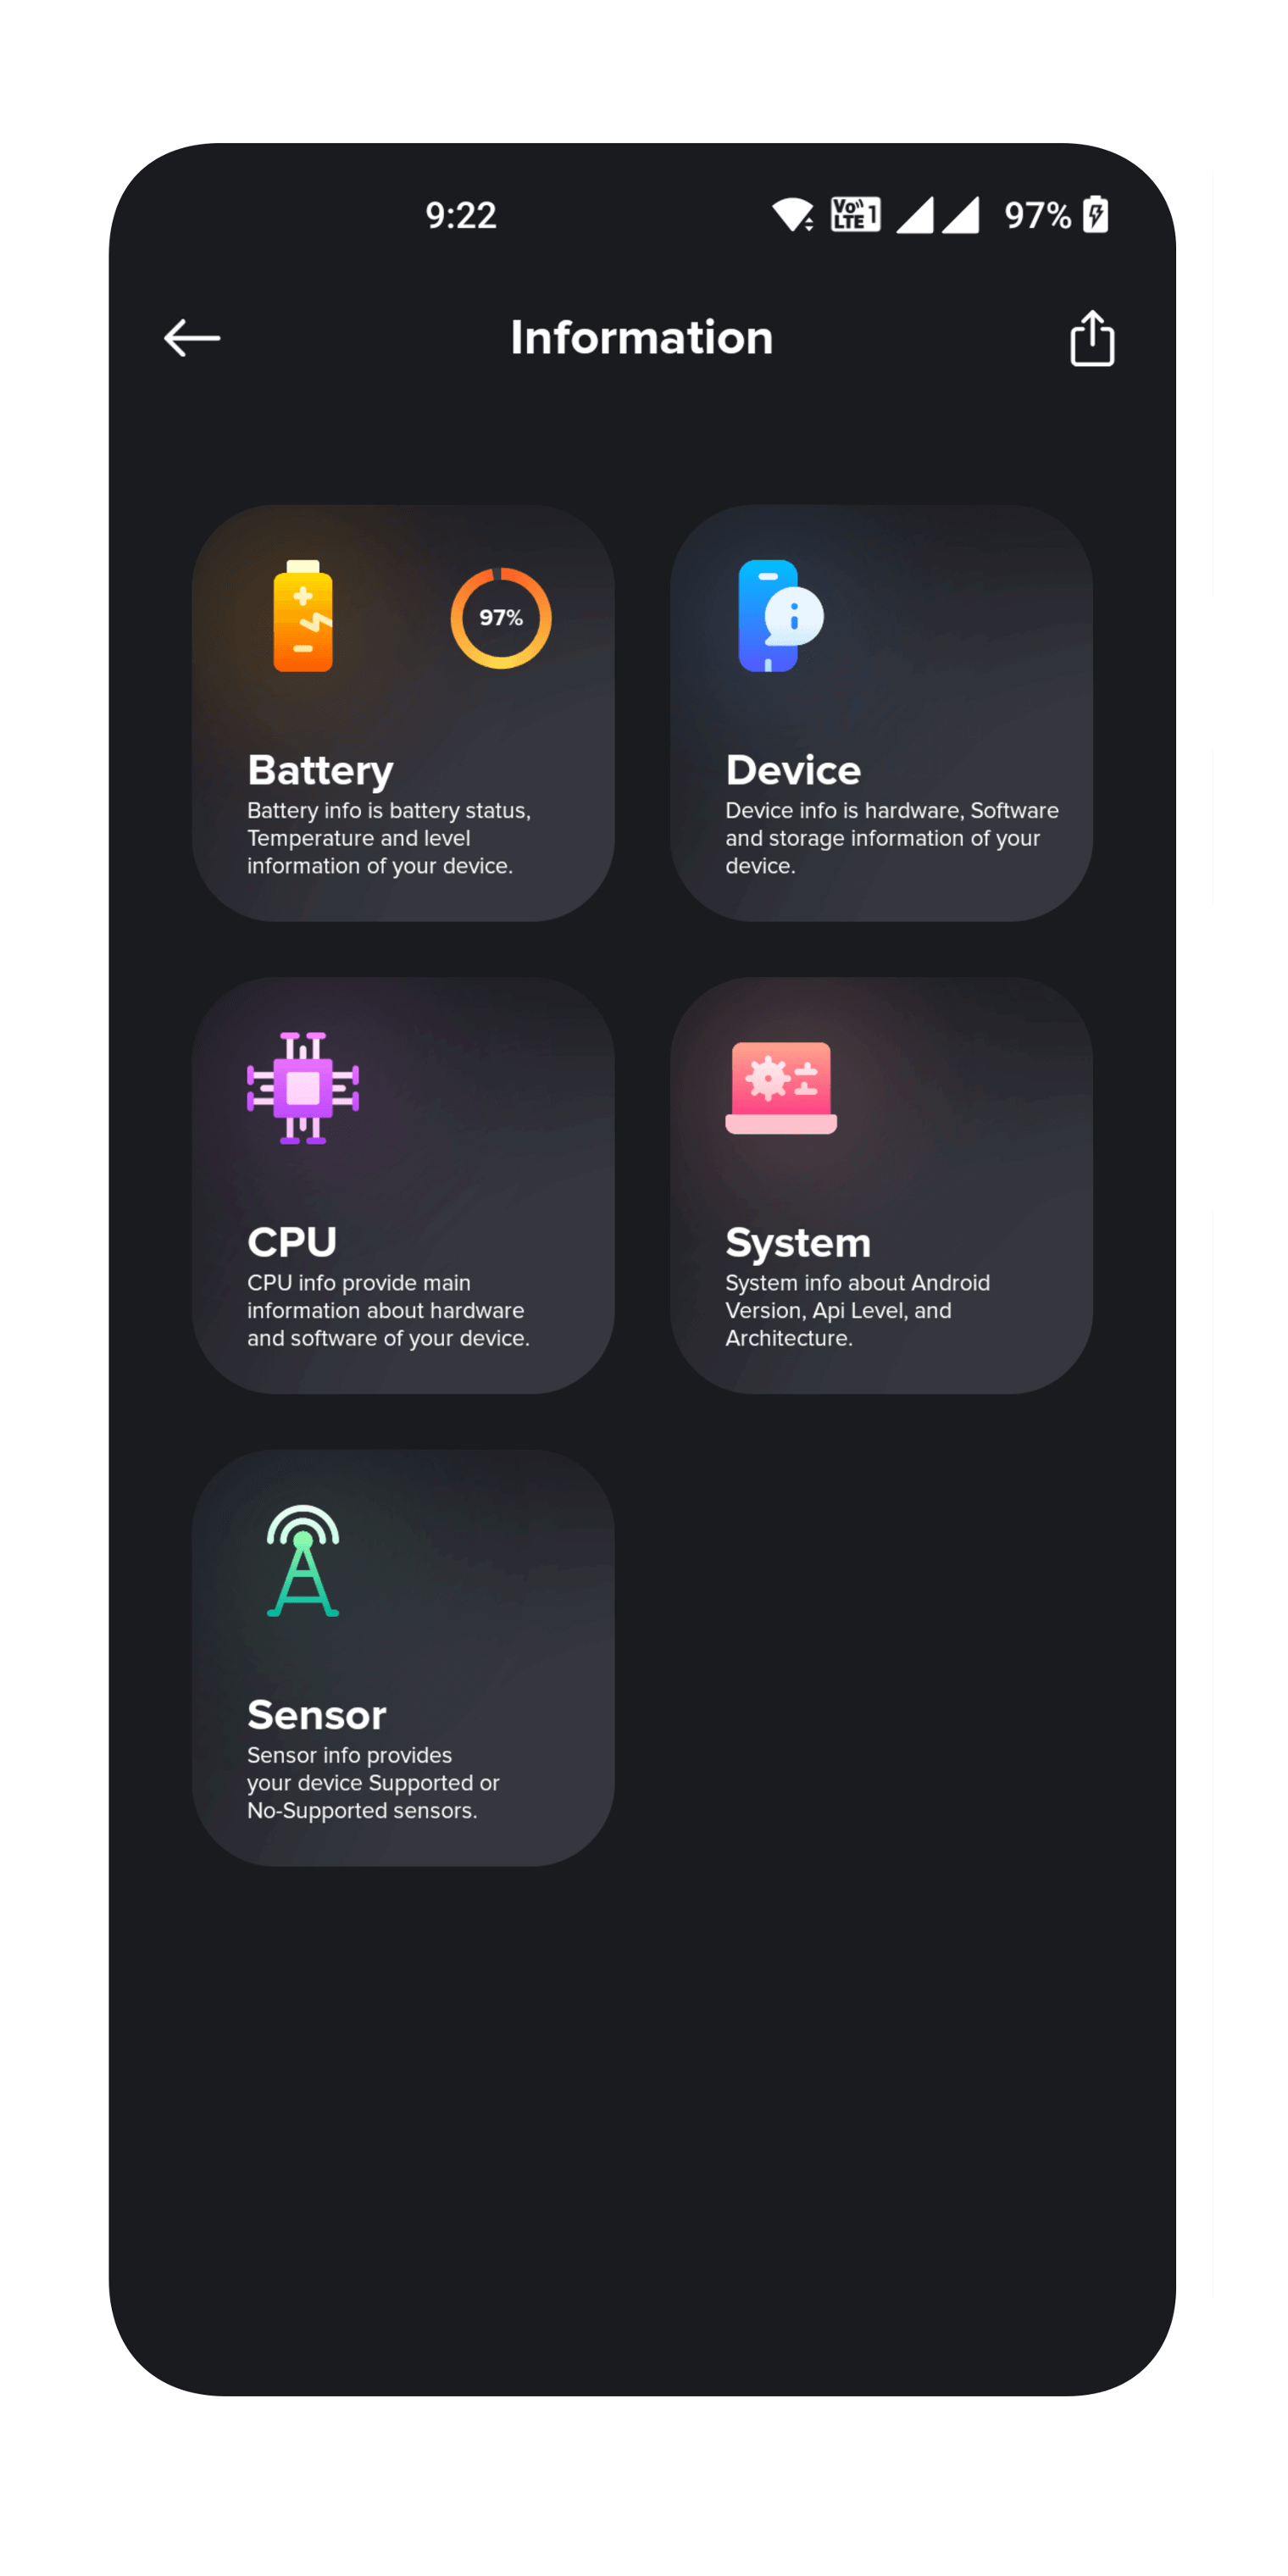 9:22
Vo)) LTE 1
97%
Information
97%
Battery
Battery info is battery status,
Temperature and level
information of your device.
Device
Device info is hardware, Software
and storage information of your
device.
CPU
CPU info provide main
information about hardware
and software of your device.
System
System info about Android
Version, Api Level, and
Architecture.
Sensor
Sensor info provides
your device Supported or
No-Supported sensors.